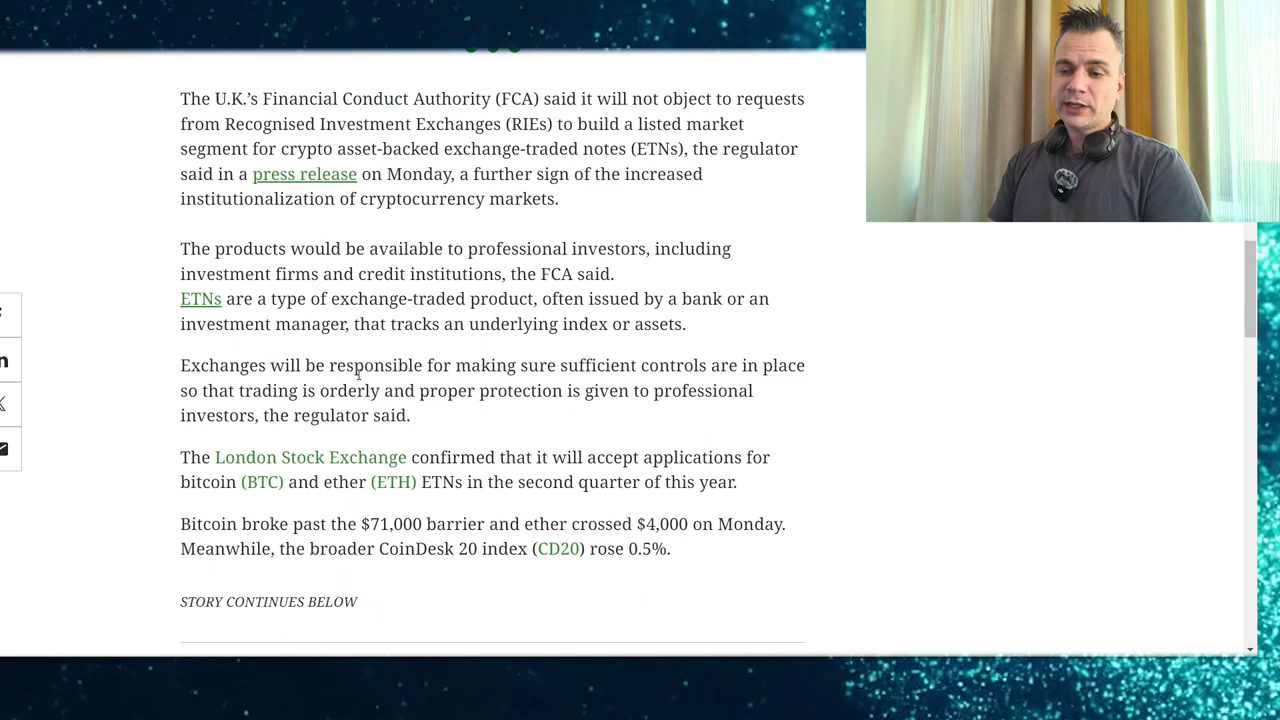 The U.K.’s Financial Conduct Authority (FCA) said it will not object to requests
from Recognised Investment Exchanges (RIEs) to build a listed market
segment for crypto asset-backed exchange-traded notes (ETNs), the regulator
said in a press release on Monday, a further sign of the increased
institutionalization of cryptocurrency markets.
The products would be available to professional investors, including
investment firms and credit institutions, the FCA said.
ETNs are a type of exchange-traded product, often issued by a bank or an
investment manager, that tracks an underlying index or assets.
Exchanges will be responsible for making sure sufficient controls are in place
so that trading is orderly and proper protection is given to professional
investors, the regulator said.
The London Stock Exchange confirmed that it will accept applications for
bitcoin (BTC) and ether (ETH) ETNs in the second quarter of this year.
Bitcoin broke past the $71,000 barrier and ether crossed $4,000 on Monday.
Meanwhile, the broader CoinDesk 20 index (CD20) rose 0.5%.
STORY CONTINUES BELOW